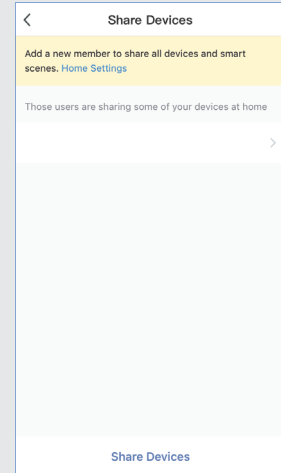 Share Devices
Add a new member to share all devices and smart
scenes. Home Settings
Those users are sharing some of your devices at home
Share Devices